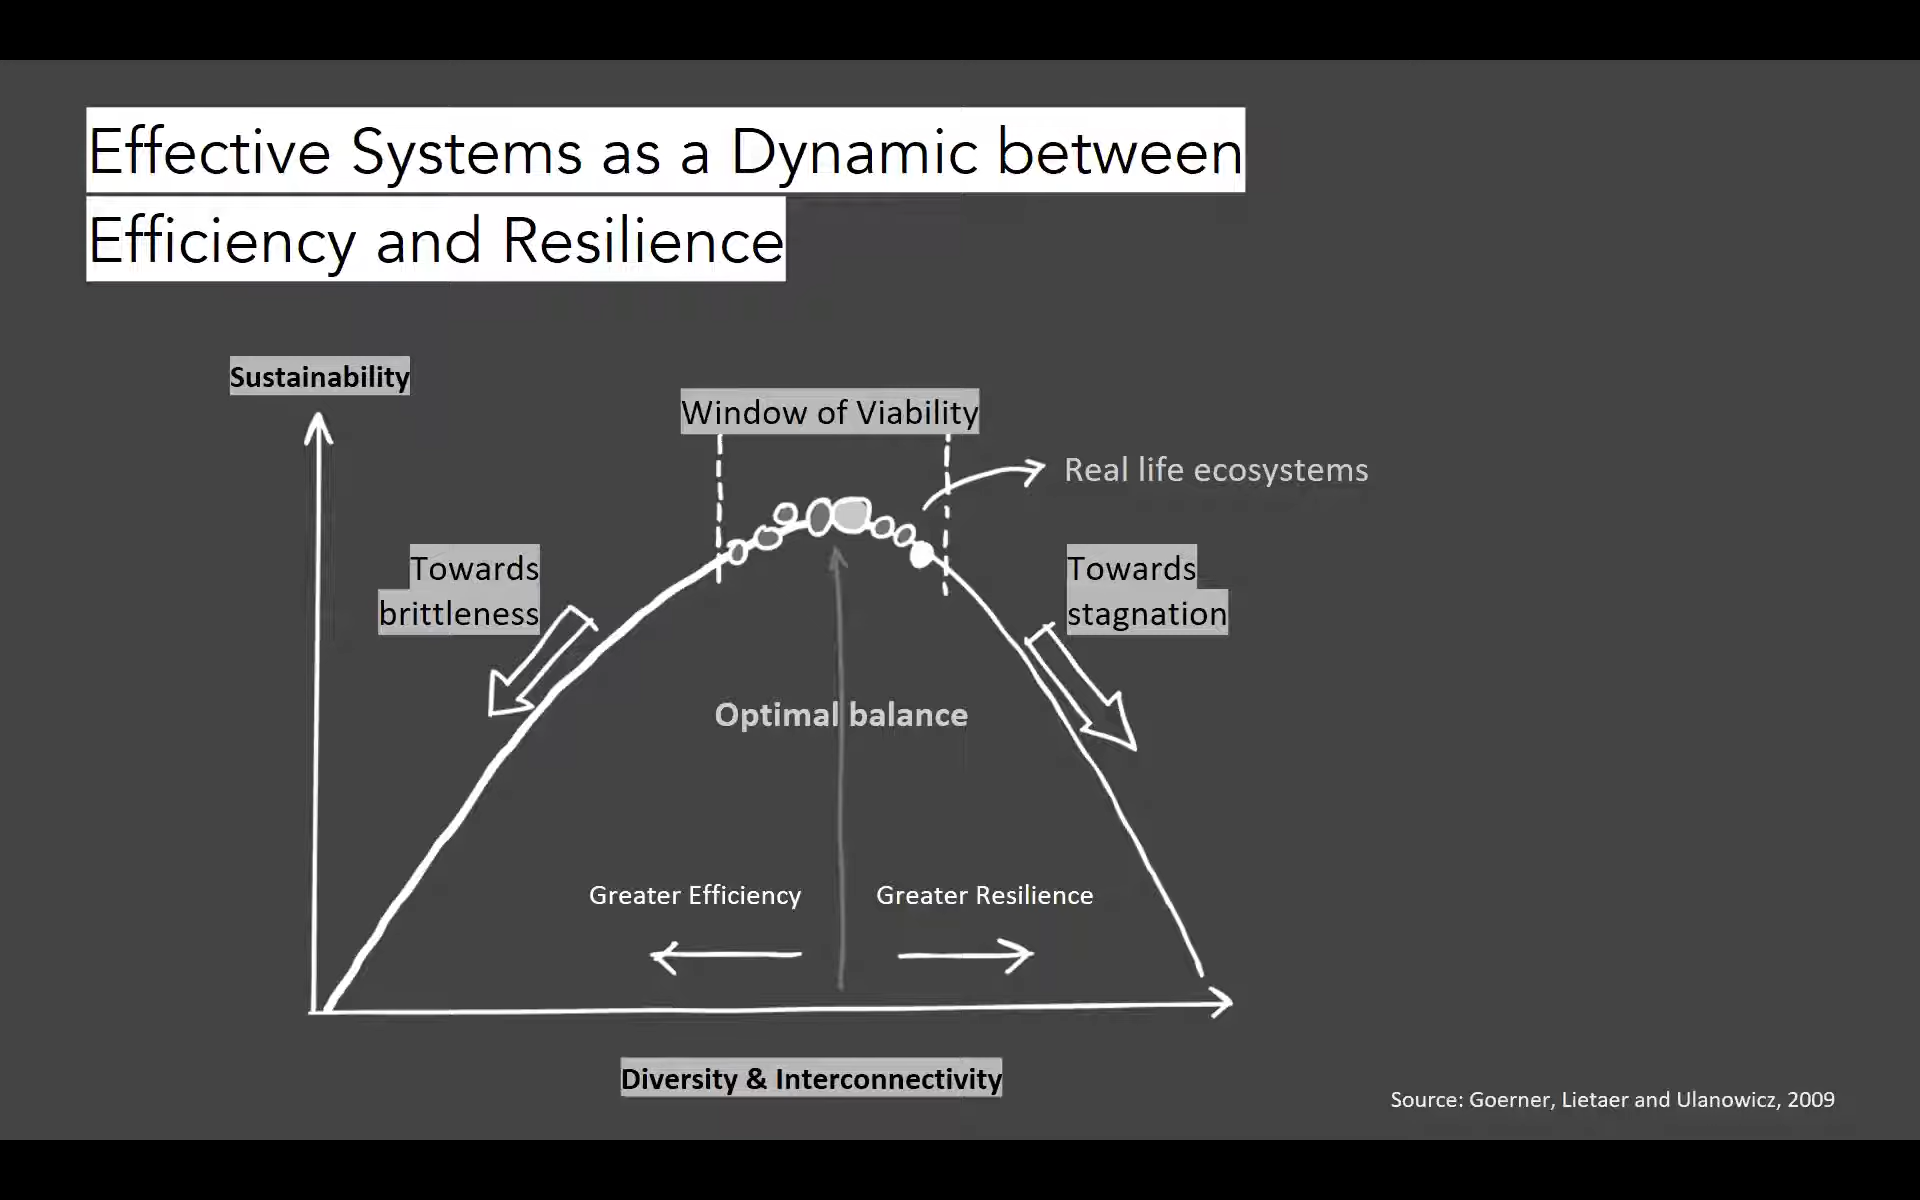 Effective Systems as a Dynamic between
Efficiency and Resilience
Sustainability
Window of Viability
Real life ecosystems
Towards
brittleness
Towards
stagnation
Optimal balance
Greater Efficiency
Greater Resilience
Diversity & Interconnectivity
Source: Goerner, Lietaer and Ulanowicz, 2009